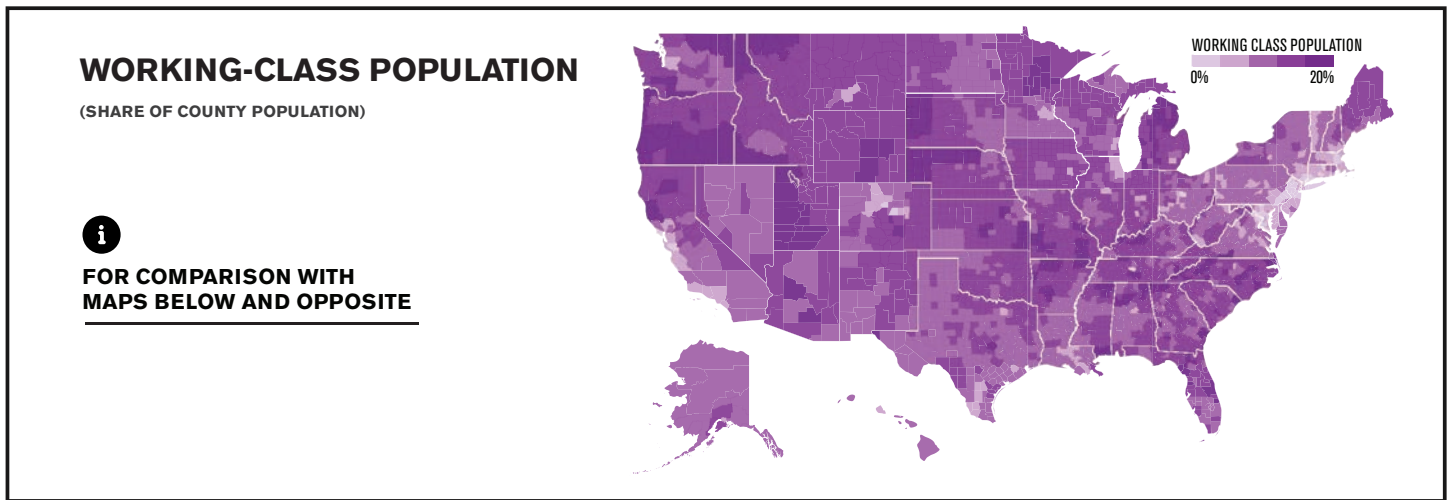 WORKING-CLASS POPULATION
(SHARE OF COUNTY POPULATION)
i
FOR COMPARISON WITH
MAPS BELOW AND OPPOSITE
WORKING CLASS POPULATION
0% 20%